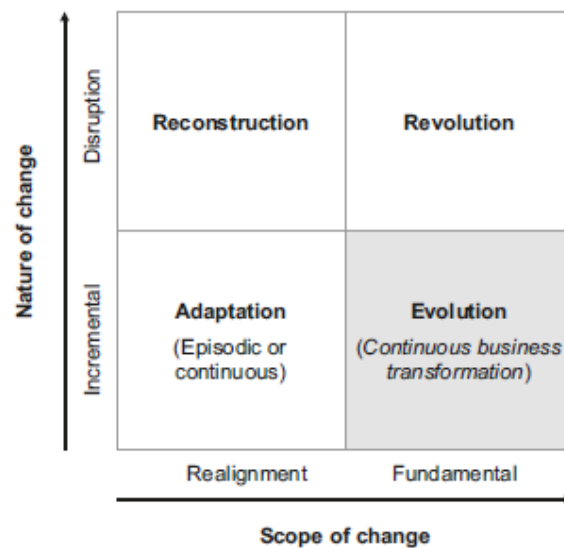 Nature of change
Disruption
Incremental
Reconstruction
Revolution
Adaptation
(Episodic or
continuous)
Evolution
(Continuous business
transformation)
Realignment
Fundamental
Scope of change